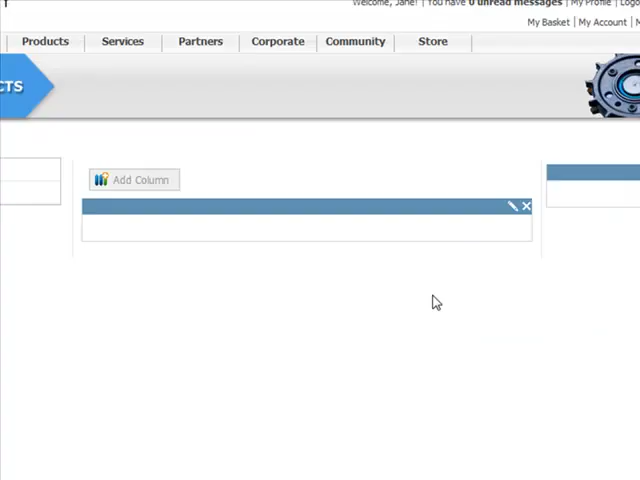 Welcome, Jane! | You have 0 unread messages | My Profile | Logo
My Basket | My Account | M
Products | Services | Partners | Corporate | Community | Store
CTS
Add Column